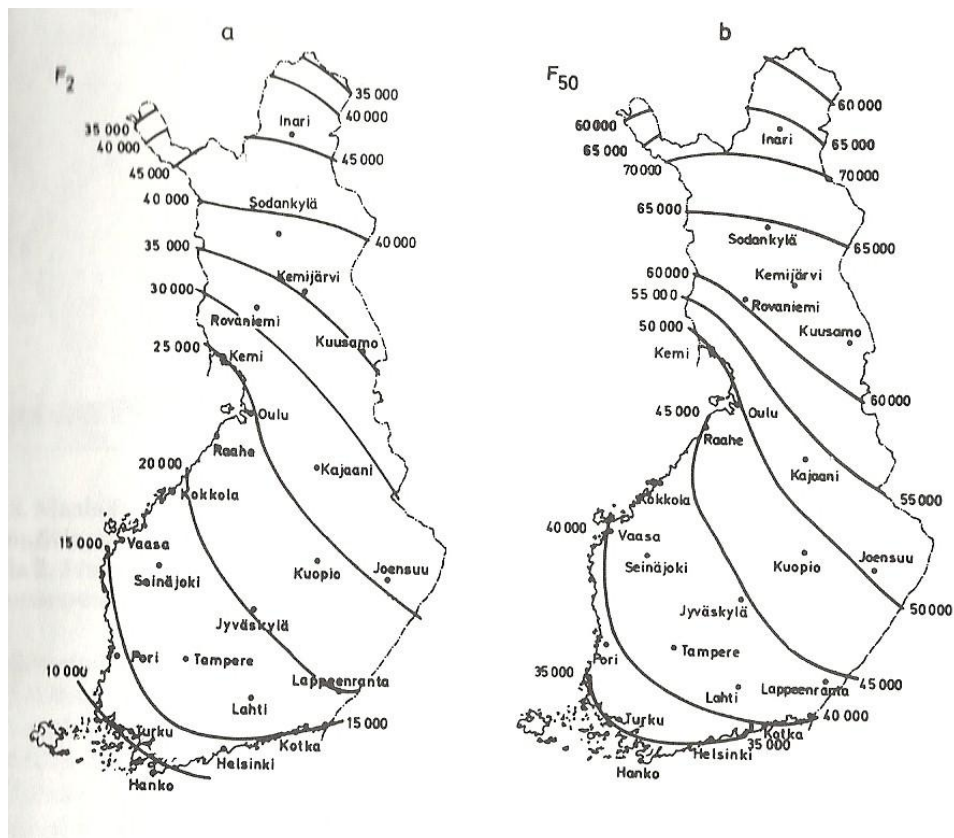 a
F2
35 000
40 000
Inari
45 000
35 000
40 000
45 000
40 000
Sodankylä
40 000
35 000
Kemijärvi
30 000
Rovaniemi
Kuusamo
25 000
Kemi
Oulu
Raahe
Kajaani
20 000
Kokkola
15 000
Vaasa
Seinäjoki
Kuopio
Joensuu
Jyväskylä
Pori
Tampere
10 000
Lappeenranta
Lahti
15 000
Turku
Kotka
Helsinki
Hanko
b
F50
60 000
60 000
65 000
Inari
65 000
70 000
70 000
65 000
Sodankylä
65 000
60 000
Kemijärvi
55 000
Rovaniemi
50 000
Kuusamo
Kemi
60 000
45 000
Oulu
Raahe
Kajaani
55 000
Kokkola
40 000
Vaasa
Seinäjoki
Kuopio
Joensuu
50 000
Jyväskylä
Pori
Tampere
35 000
Lahti
Lappeenranta
45 000
40 000
Turku
Kotka
35 000
Helsinki
Hanko